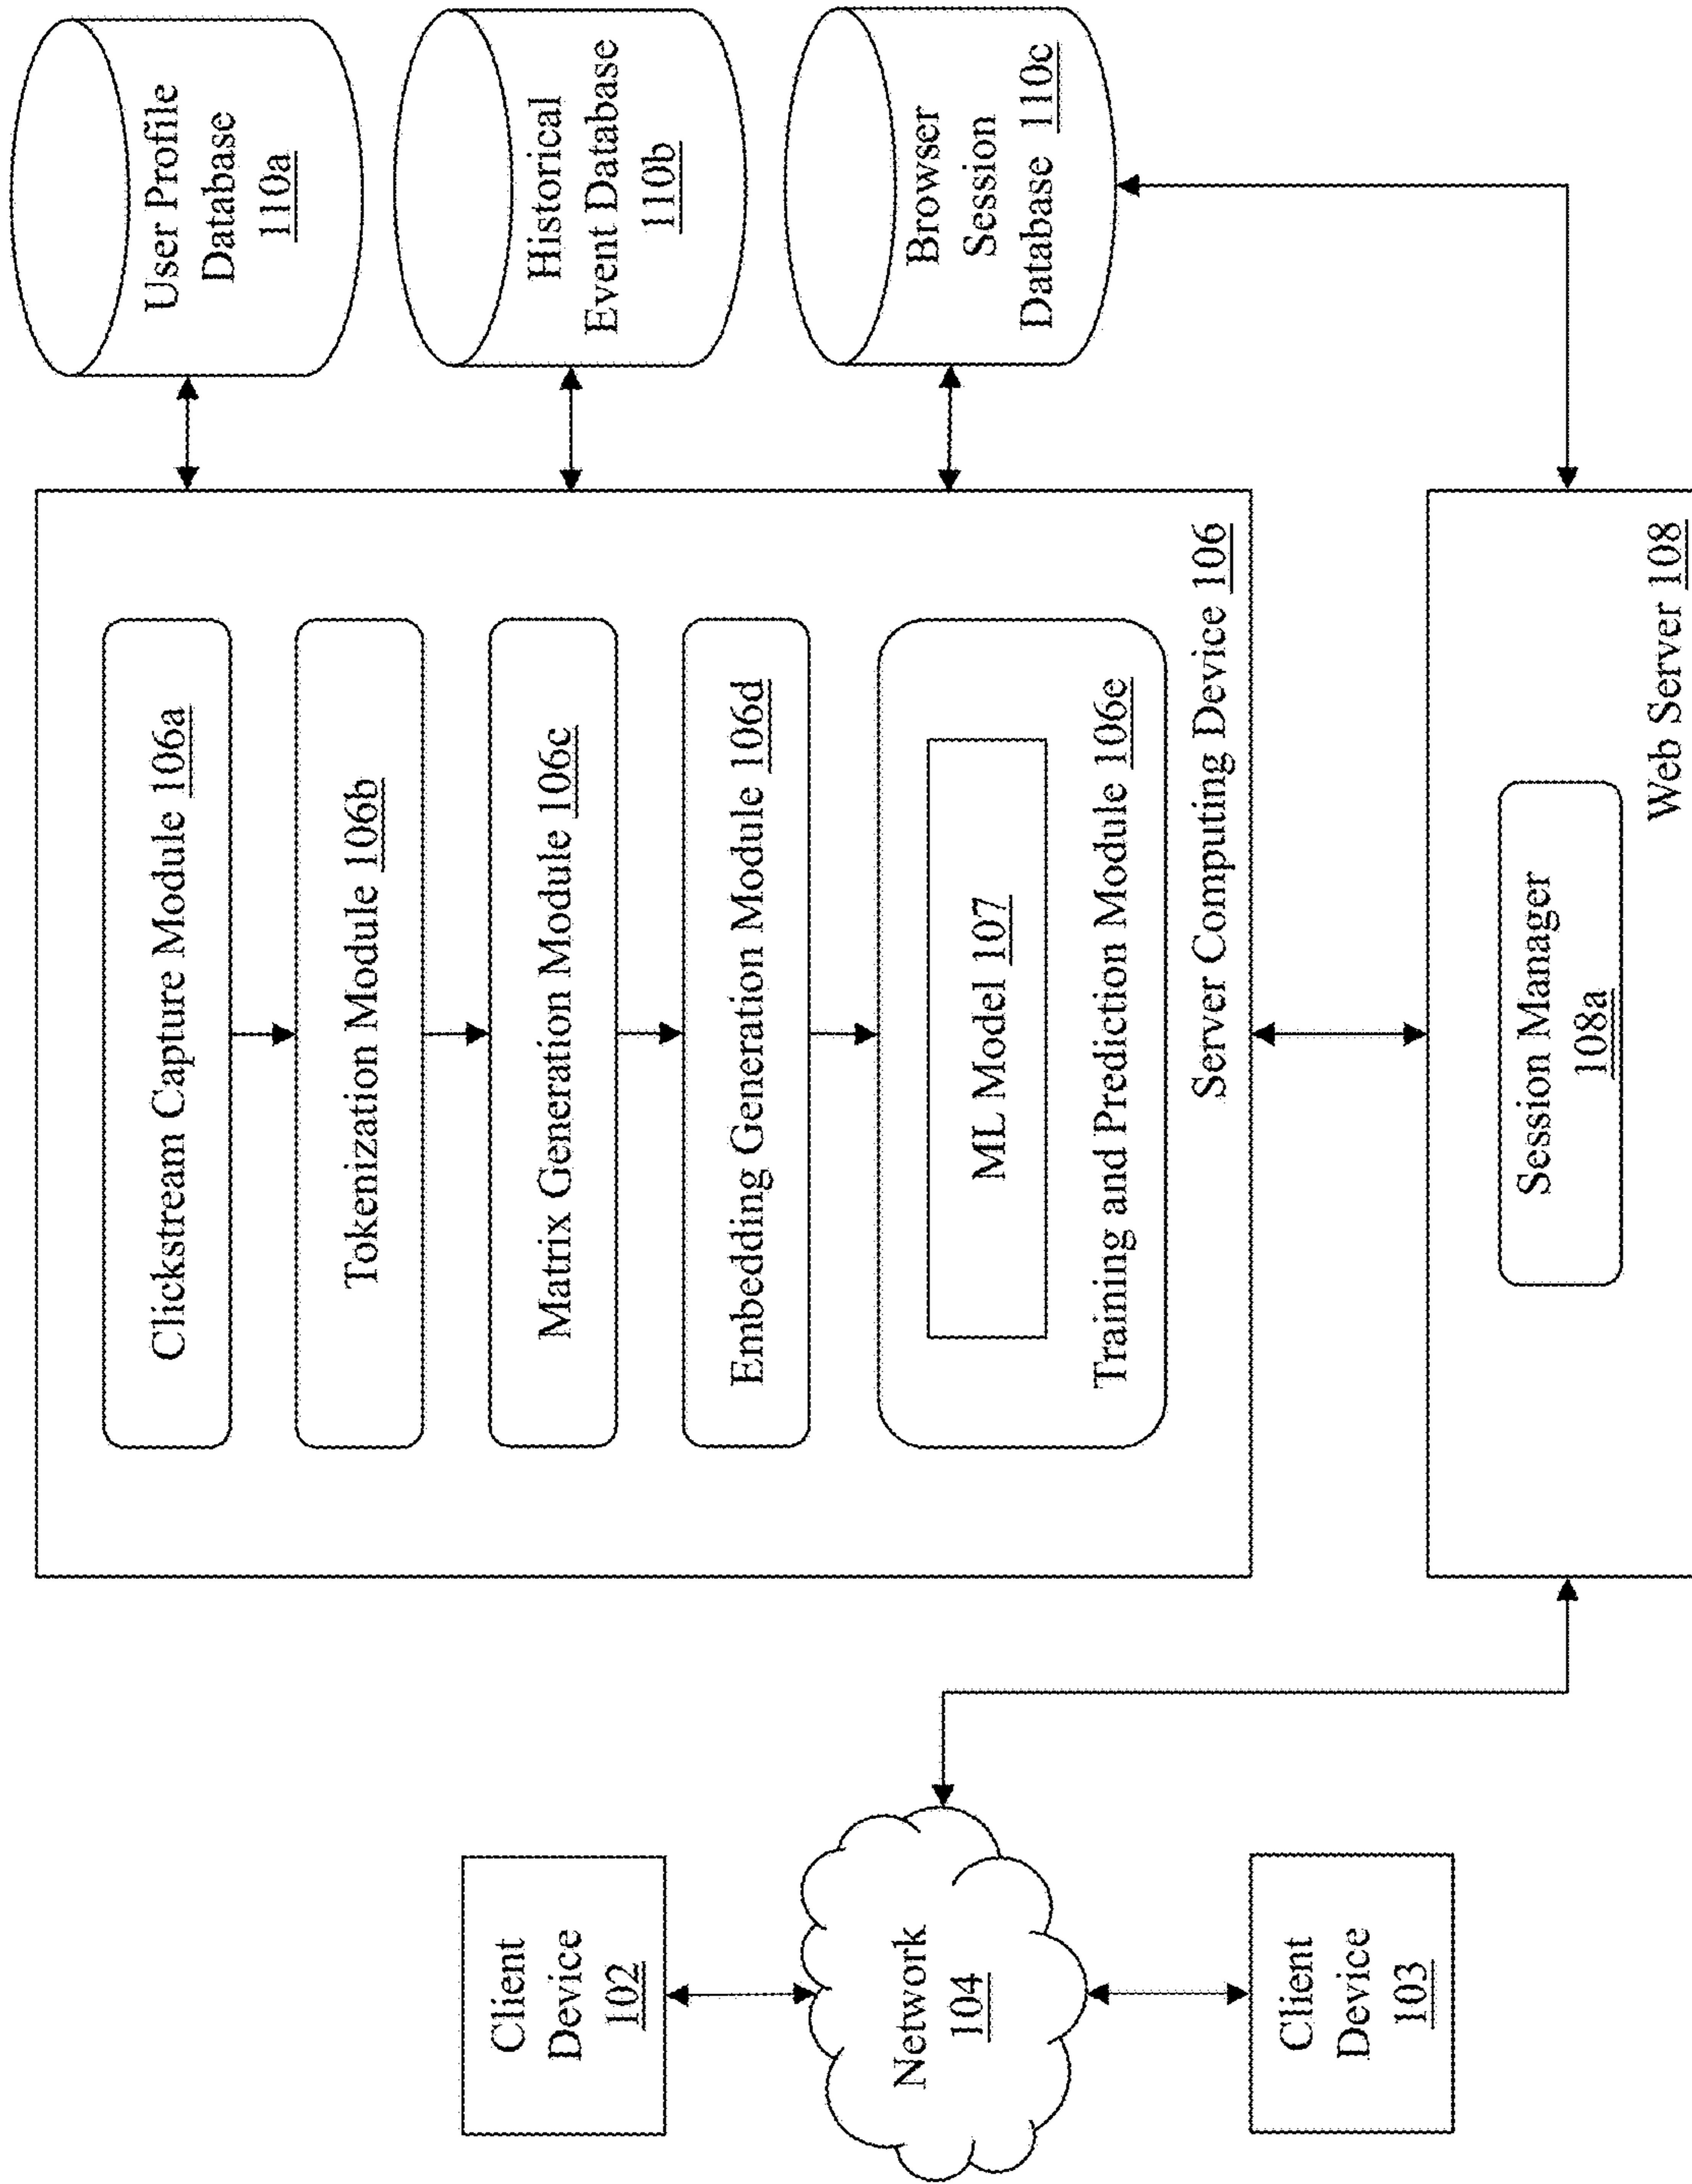 Client
Device
102
Network
104
Client
Device
103
Clickstream Capture Module 106a
Tokenization Module 106b
Matrix Generation Module 106c
Embedding Generation Module 106d
ML Model 107
Training and Prediction Module 106e
Server Computing Device 106
Session Manager
108a
Web Server 108
User Profile
Database
110a
Historical
Event Database
110b
Browser
Session
Database 110c